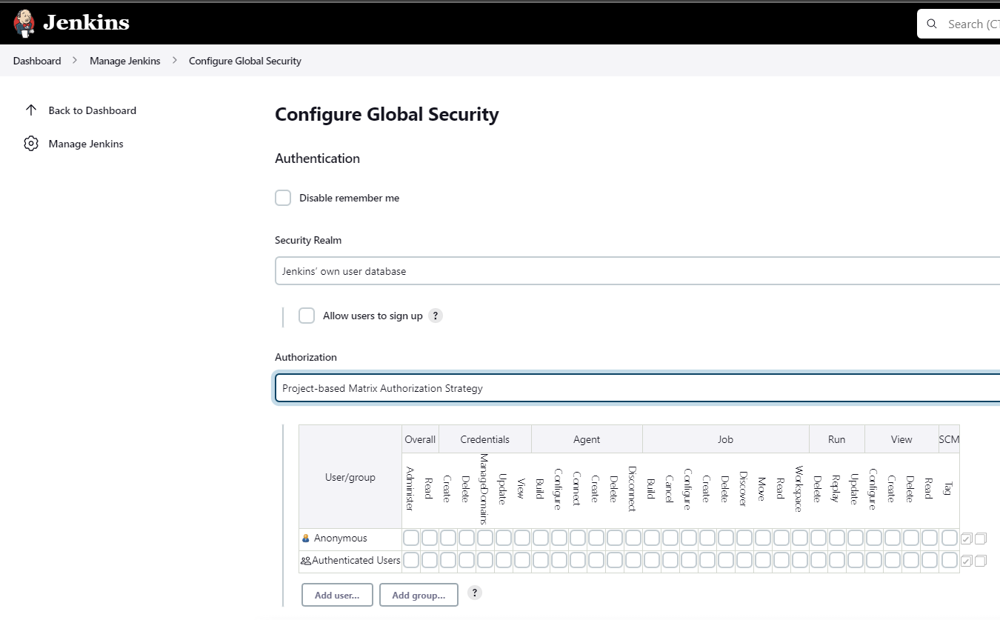 Jenkins
Search (CT
Dashboard > Manage Jenkins > Configure Global Security
Back to Dashboard
Manage Jenkins
Configure Global Security
Authentication
Disable remember me
Security Realm
Jenkins' own user database
Allow users to sign up ?
Authorization
Project-based Matrix Authorization Strategy
User/group Overall Credentials Agent Job Run View SCM
Administer Read Create Delete ManageDomains Update View Build Configure Connect Create Delete Disconnect Build Cancel Configure Create Delete Discover Move Read Workspace Delete Replay Update Configure Create Delete Read Tag
Anonymous
Authenticated Users
Add user... Add group... ?